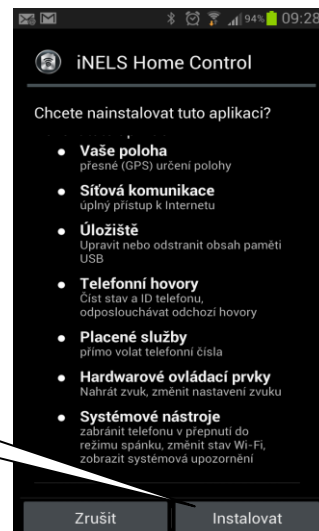 94% 09:28
iNELS Home Control
Chcete nainstalovat tuto aplikaci?
Vaše poloha
přesné (GPS) určení polohy
Síťová komunikace
úplný přístup k Internetu
Úložiště
Upravit nebo odstranit obsah paměti
USB
Telefonní hovory
Číst stav a ID telefonu,
odposlouchávat odchozí hovory
Placené služby
přímo volat telefonní čísla
Hardwarové ovládací prvky
Nahrát zvuk, změnit nastavení zvuku
Systémové nástroje
zabránit telefonu v přepnutí do
režimu spánku, změnit stav Wi-Fi,
zobrazit systémová upozornění
Zrušit Instalovat